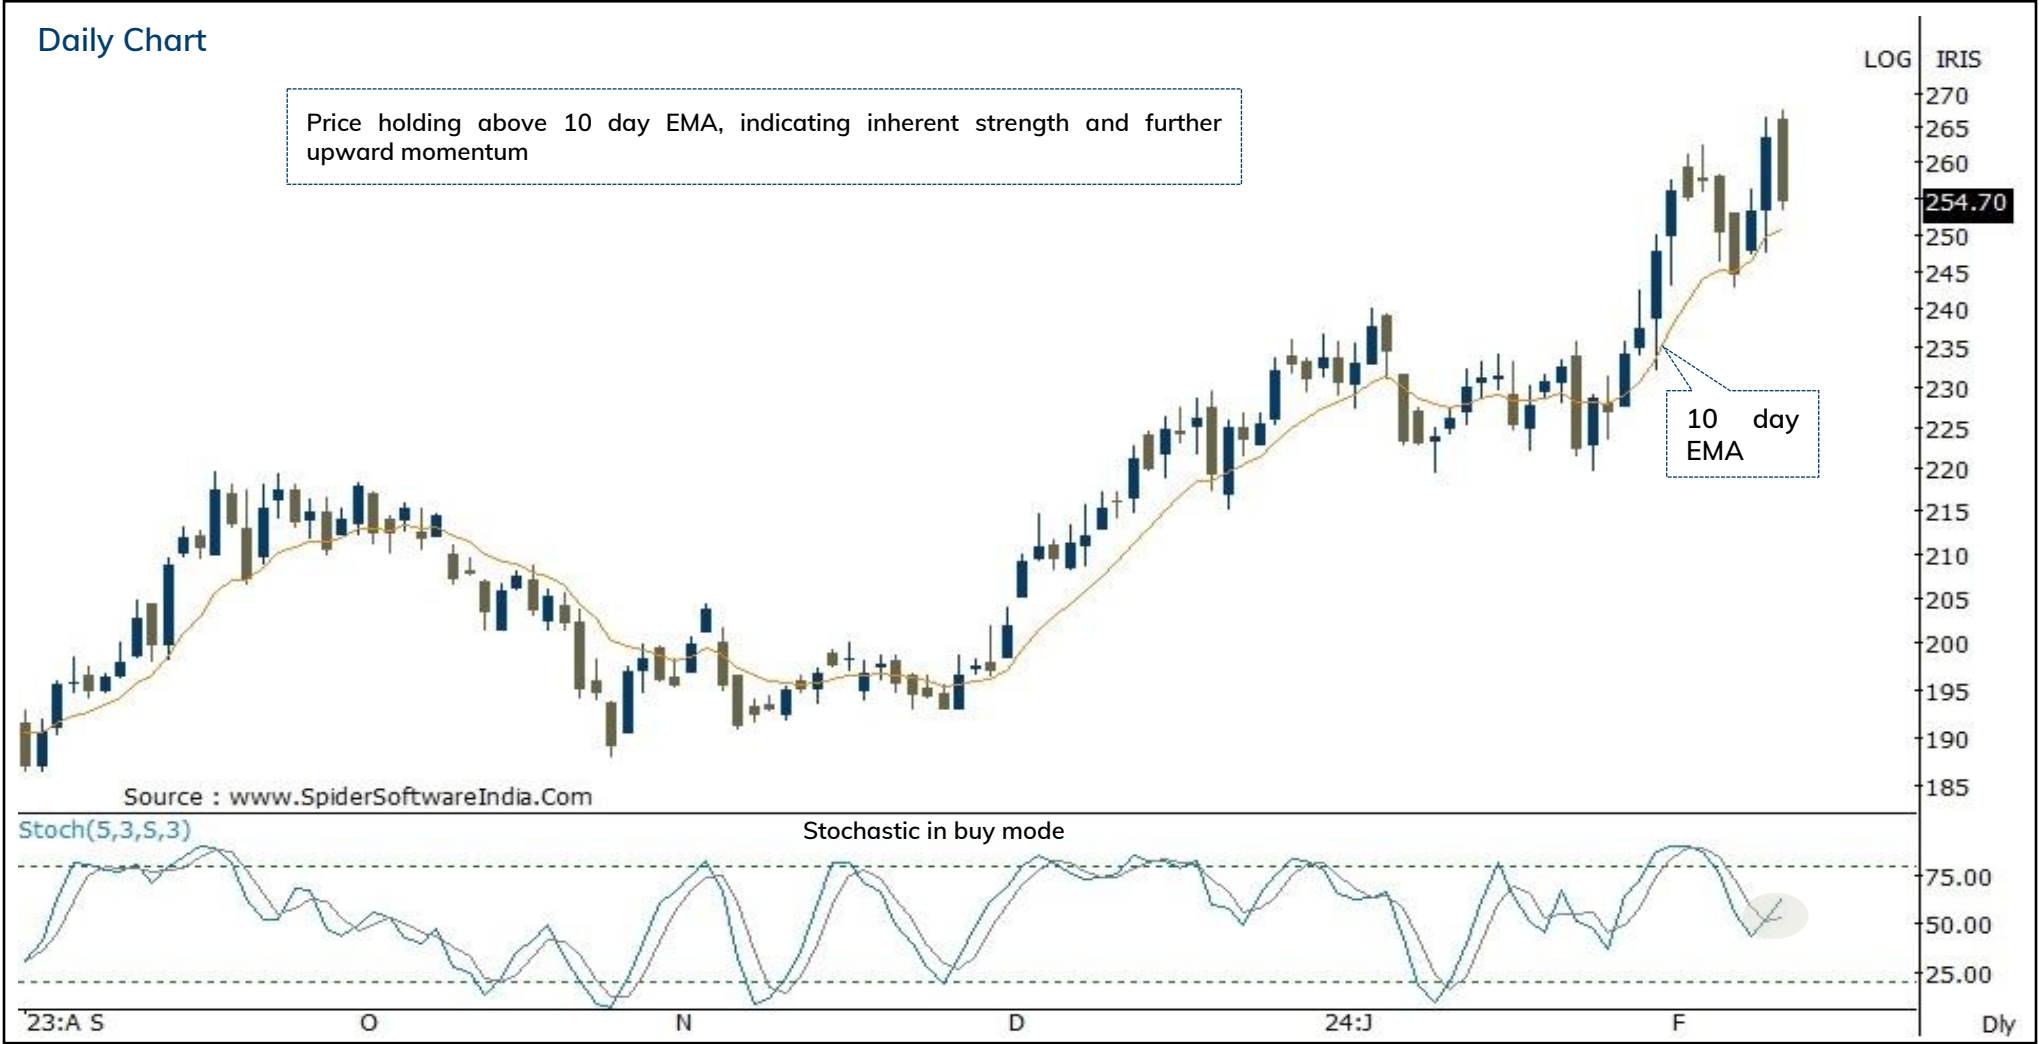 Daily Chart
LOG IRIS
Price holding above 10 day EMA, indicating inherent strength and further
upward momentum
270
265
260
254.70
250
245
240
235
230
225
220
215
210
205
200
195
190
185
10 day
EMA
Source : www.SpiderSoftwareIndia.Com
Stoch(5,3,S,3)
Stochastic in buy mode
75.00
50.00
25.00
'23:A S O N D 24:J F Dly